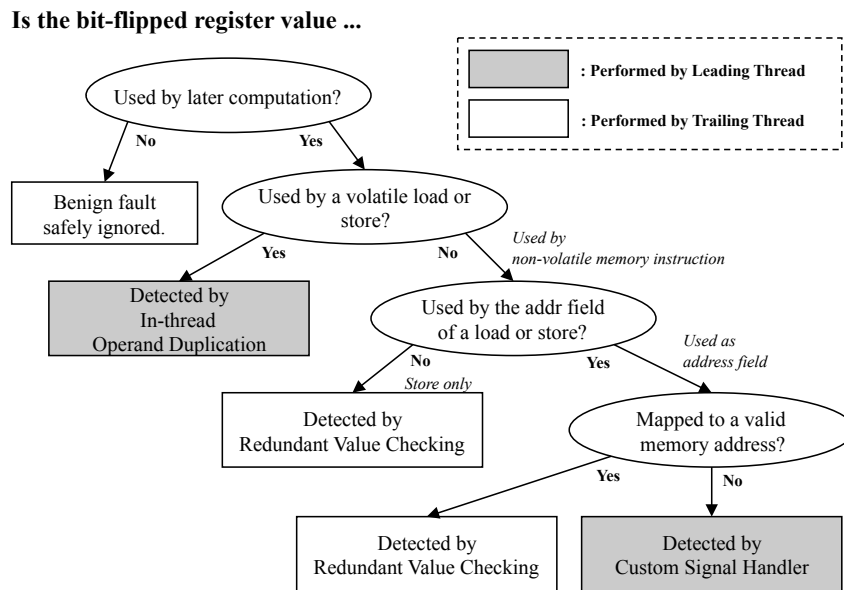 Is the bit-flipped register value ...
: Performed by Leading Thread
: Performed by Trailing Thread
Used by later computation?
No
Yes
Benign fault
safely ignored.
Used by a volatile load or
store?
Yes
No
Used by
non-volatile memory instruction
Detected by
In-thread
Operand Duplication
Used by the addr field
of a load or store?
No
Store only
Yes
Used as
address field
Detected by
Redundant Value Checking
Mapped to a valid
memory address?
Yes
No
Detected by
Redundant Value Checking
Detected by
Custom Signal Handler